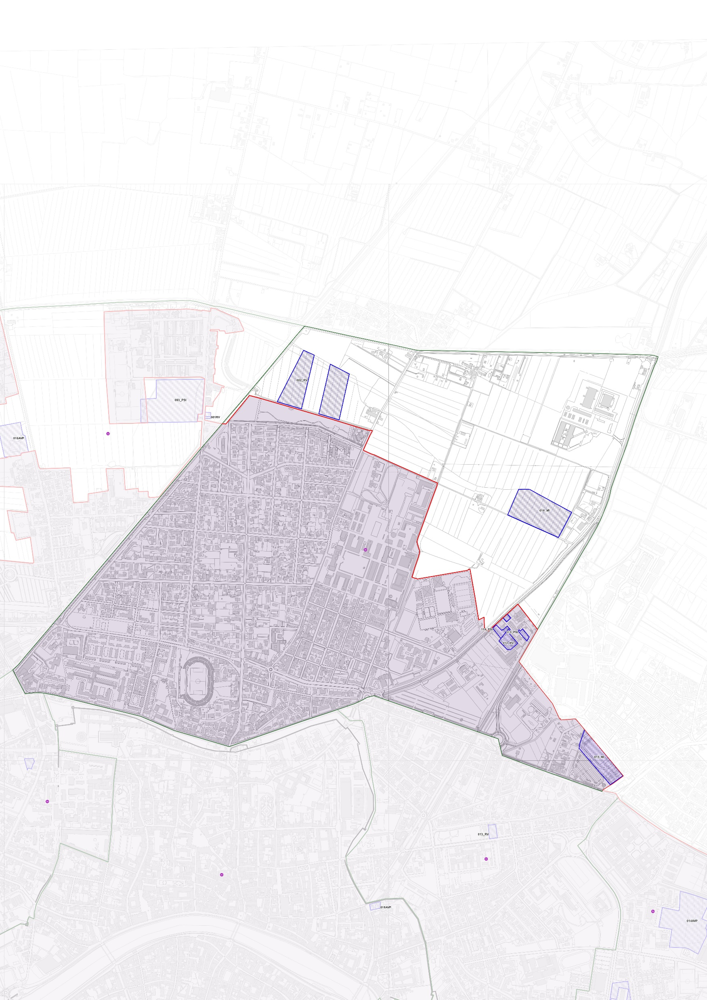 002_RV
093_PSI
001RV
016AVP
014_MI
114_PSI
113_PSI
012_RV
015_MI
013_RV
018AVP
014AVP